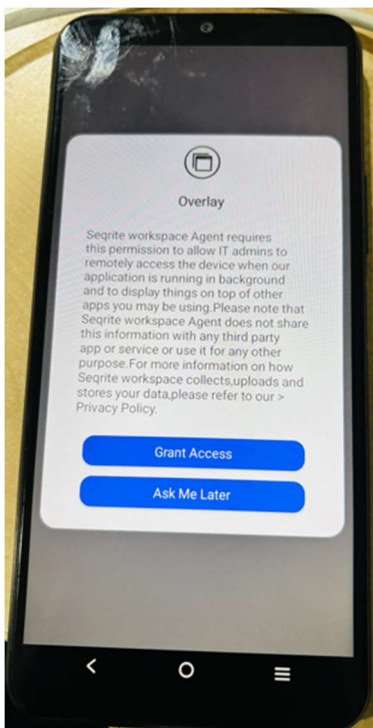 Overlay
Seqrite workspace Agent requires
this permission to allow IT admins to
remotely access the device when our
application is running in background
and to display things on top of other
apps you may be using.Please note that
Seqrite workspace Agent does not share
this information with any third party
app or service or use it for any other
purpose.For more information on how
Seqrite workspace collects,uploads and
stores your data,please refer to our >
Privacy Policy.
Grant Access
Ask Me Later